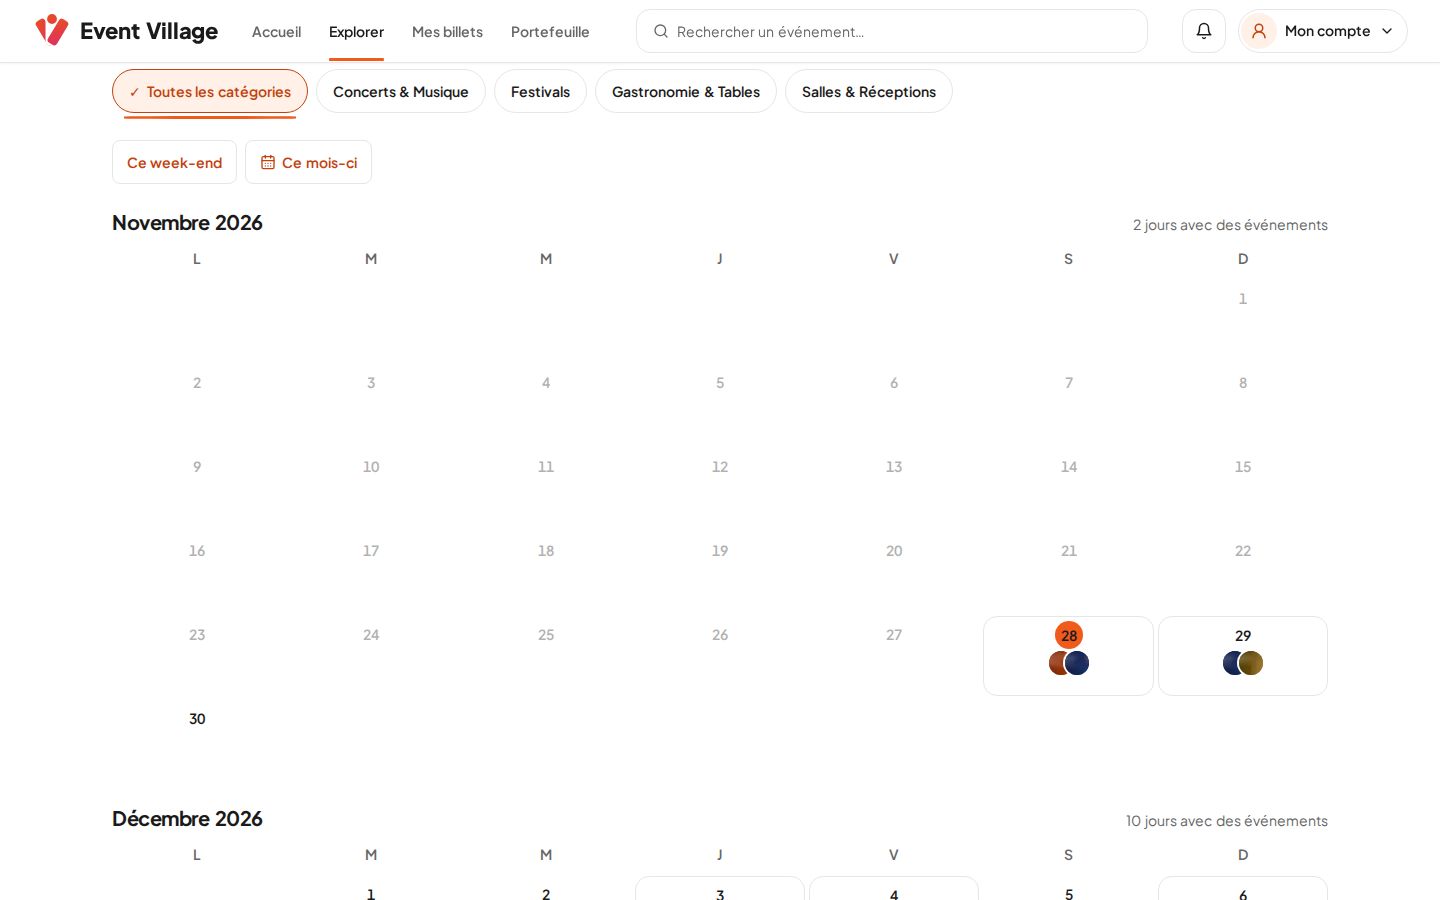 Event Village Accueil Explorer Mes billets Portefeuille Rechercher un événement... Mon compte
✓ Toutes les catégories Concerts & Musique Festivals Gastronomie & Tables Salles & Réceptions
Ce week-end Ce mois-ci
Novembre 2026 2 jours avec des événements
L M M J V S D
1
2 3 4 5 6 7 8
9 10 11 12 13 14 15
16 17 18 19 20 21 22
23 24 25 26 27 28 29
30
Décembre 2026 10 jours avec des événements
L M M J V S D
1 2 3 4 5 6